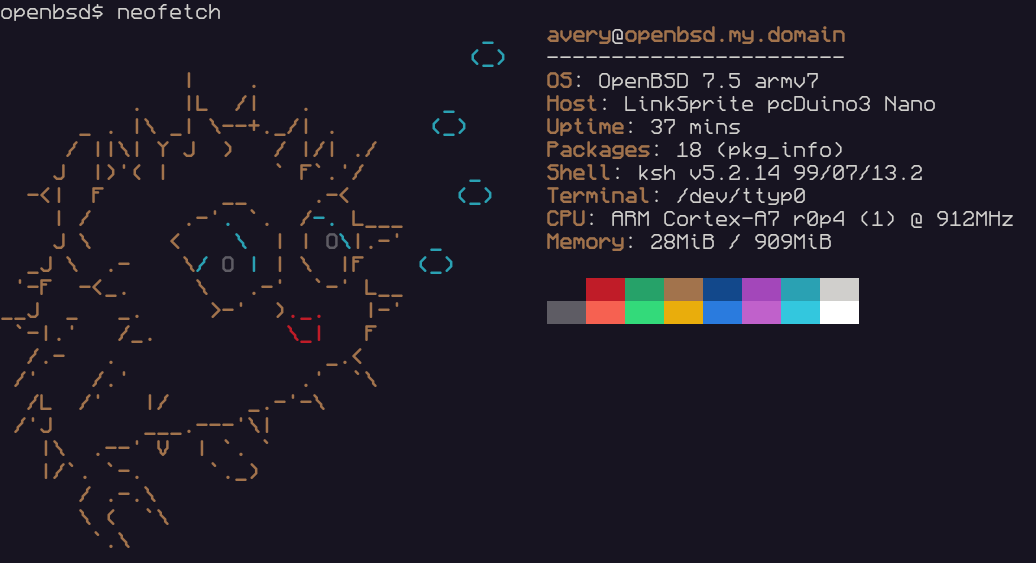 openbsd$ neofetch
avery@openbsd.my.domain
-----------------------
OS: OpenBSD 7.5 armv7
Host: LinkSprite pcDuino3 Nano
Uptime: 37 mins
Packages: 18 (pkg_info)
Shell: ksh v5.2.14 99/07/13.2
Terminal: /dev/ttyp0
CPU: ARM Cortex-A7 r0p4 (1) @ 912MHz
Memory: 28MiB / 909MiB